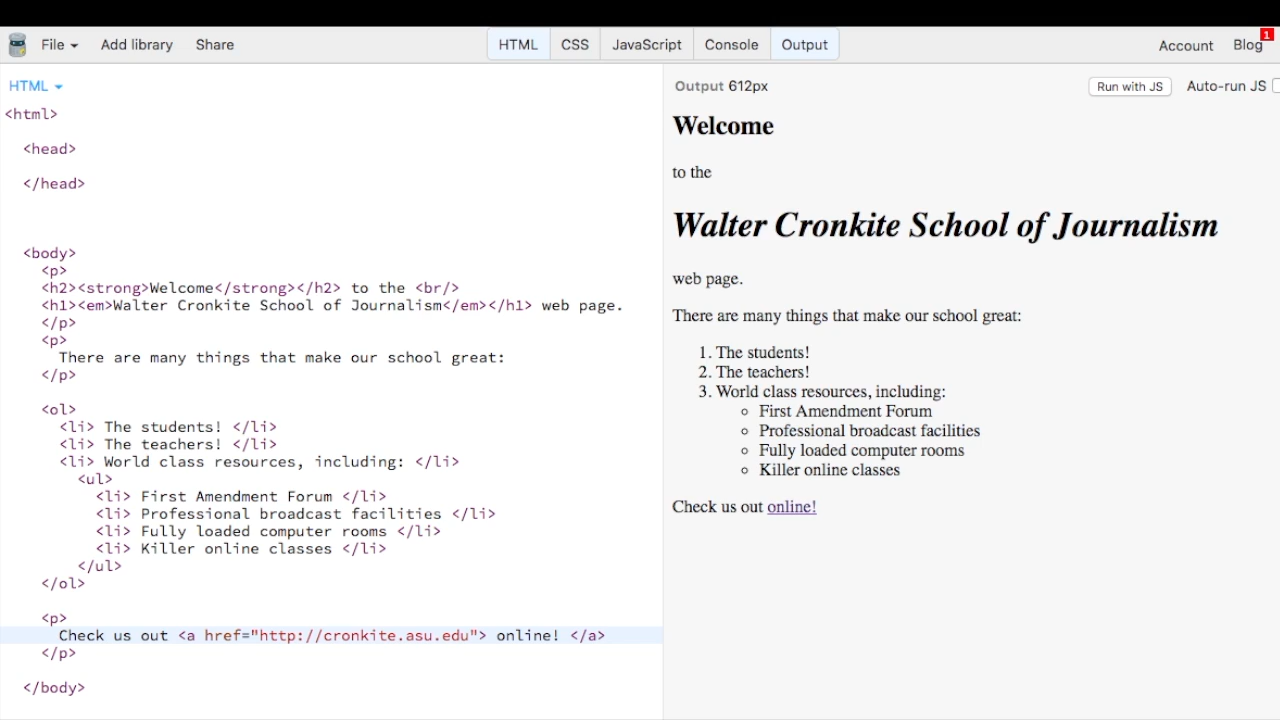 File Add library Share HTML CSS JavaScript Console Output Account Blog 1
HTML
<html>
<head>
</head>
<body>
<p>
<h2><strong>Welcome</strong></h2> to the <br/>
<h1><em>Walter Cronkite School of Journalism</em></h1> web page.
</p>
<p>
There are many things that make our school great:
</p>
<ol>
<li> The students! </li>
<li> The teachers! </li>
<li> World class resources, including: </li>
<ul>
<li> First Amendment Forum </li>
<li> Professional broadcast facilities </li>
<li> Fully loaded computer rooms </li>
<li> Killer online classes </li>
</ul>
</ol>
<p>
Check us out <a href="http://cronkite.asu.edu"> online! </a>
</p>
</body>
Output 612px Run with JS Auto-run JS
Welcome
to the
Walter Cronkite School of Journalism
web page.
There are many things that make our school great:
1. The students!
2. The teachers!
3. World class resources, including:
First Amendment Forum
Professional broadcast facilities
Fully loaded computer rooms
Killer online classes
Check us out online!